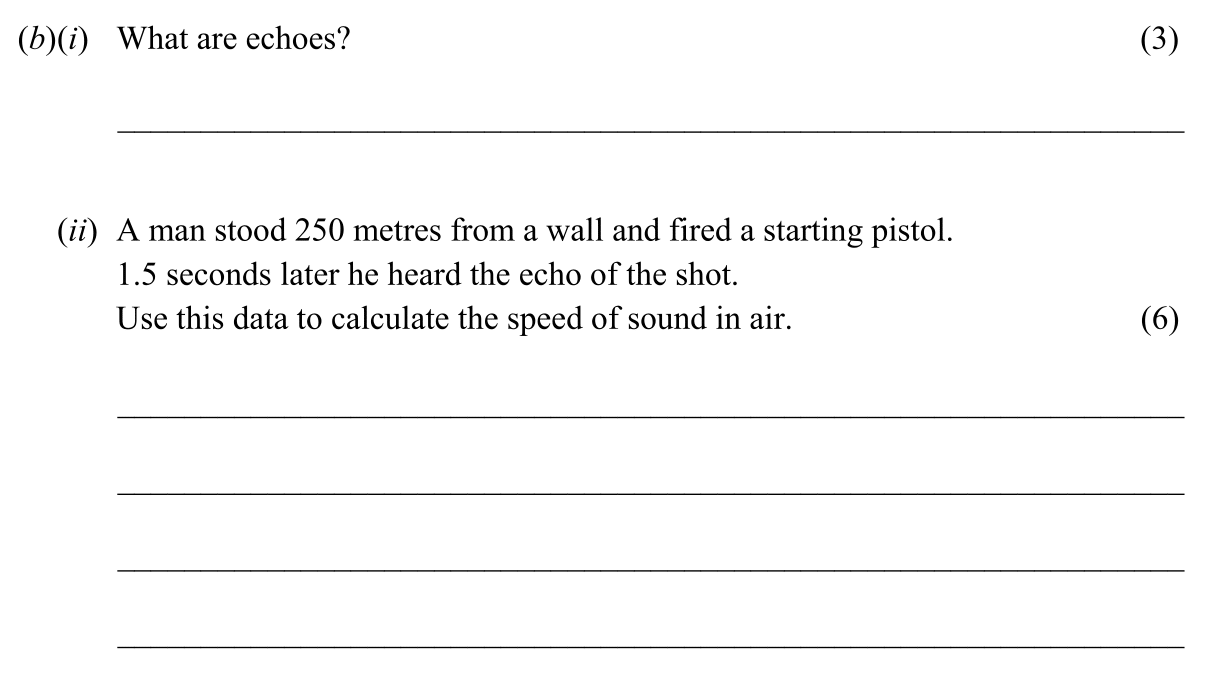 (b)(i) What are echoes? (3)
(ii) A man stood 250 metres from a wall and fired a starting pistol.
1.5 seconds later he heard the echo of the shot.
Use this data to calculate the speed of sound in air. (6)